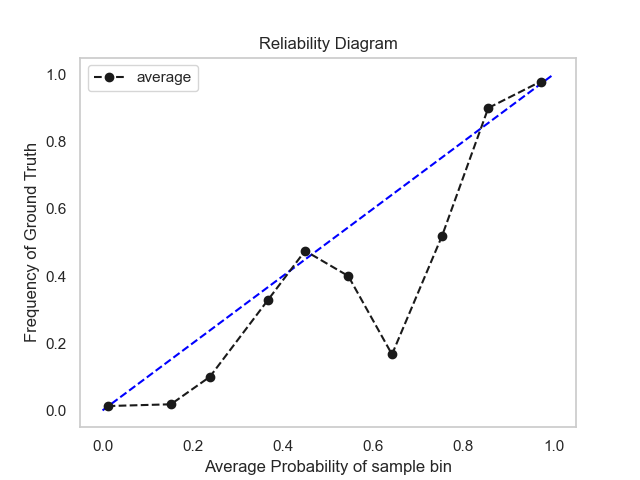 Reliability Diagram
average
Frequency of Ground Truth
1.0
0.8
0.6
0.4
0.2
0.0
0.0 0.2 0.4 0.6 0.8 1.0
Average Probability of sample bin